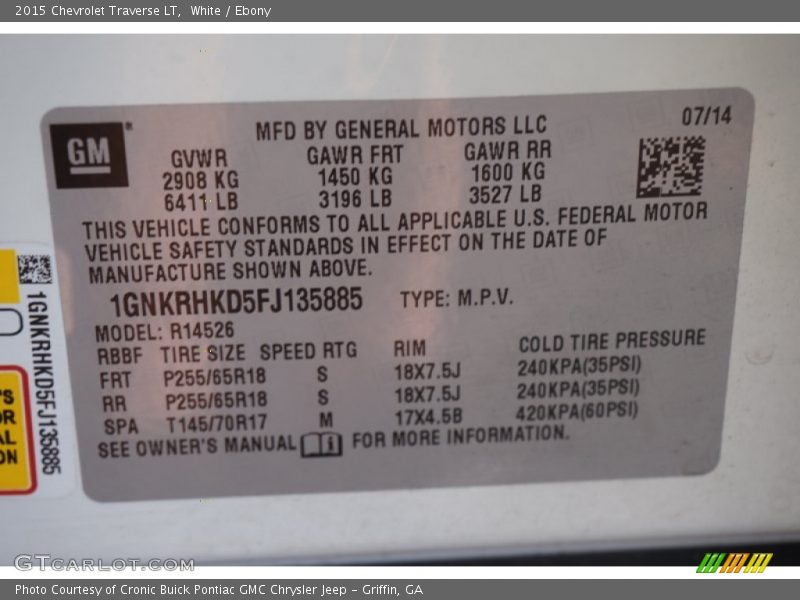 2015 Chevrolet Traverse LT, White / Ebony
GM
07/14
MFD BY GENERAL MOTORS LLC
GVWR GAWR FRT GAWR RR
2908 KG 1450 KG 1600 KG
6411 LB 3196 LB 3527 LB
THIS VEHICLE CONFORMS TO ALL APPLICABLE U.S. FEDERAL MOTOR
VEHICLE SAFETY STANDARDS IN EFFECT ON THE DATE OF
MANUFACTURE SHOWN ABOVE.
1GNKRHKD5FJ135885 TYPE: M.P.V.
MODEL: R14526
RBBF TIRE SIZE SPEED RTG RIM COLD TIRE PRESSURE
FRT P255/65R18 S 18X7.5J 240KPA(35PSI)
RR P255/65R18 S 18X7.5J 240KPA(35PSI)
SPA T145/70R17 M 17X4.5B 420KPA(60PSI)
SEE OWNER'S MANUAL FOR MORE INFORMATION.
1GNKRHKD5FJ135885
'S
OR
AL
ON
GTCARLOT.COM
Photo Courtesy of Cronic Buick Pontiac GMC Chrysler Jeep - Griffin, GA